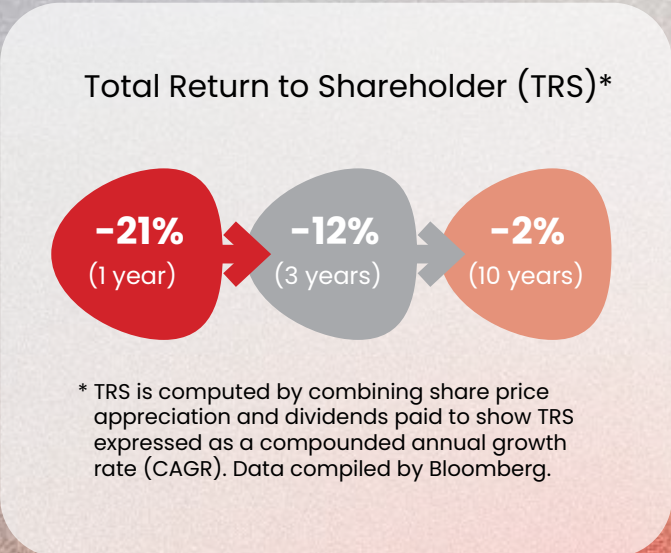 Total Return to Shareholder (TRS)*
-21%
(1 year)
-12%
(3 years)
-2%
(10 years)
* TRS is computed by combining share price
appreciation and dividends paid to show TRS
expressed as a compounded annual growth
rate (CAGR). Data compiled by Bloomberg.